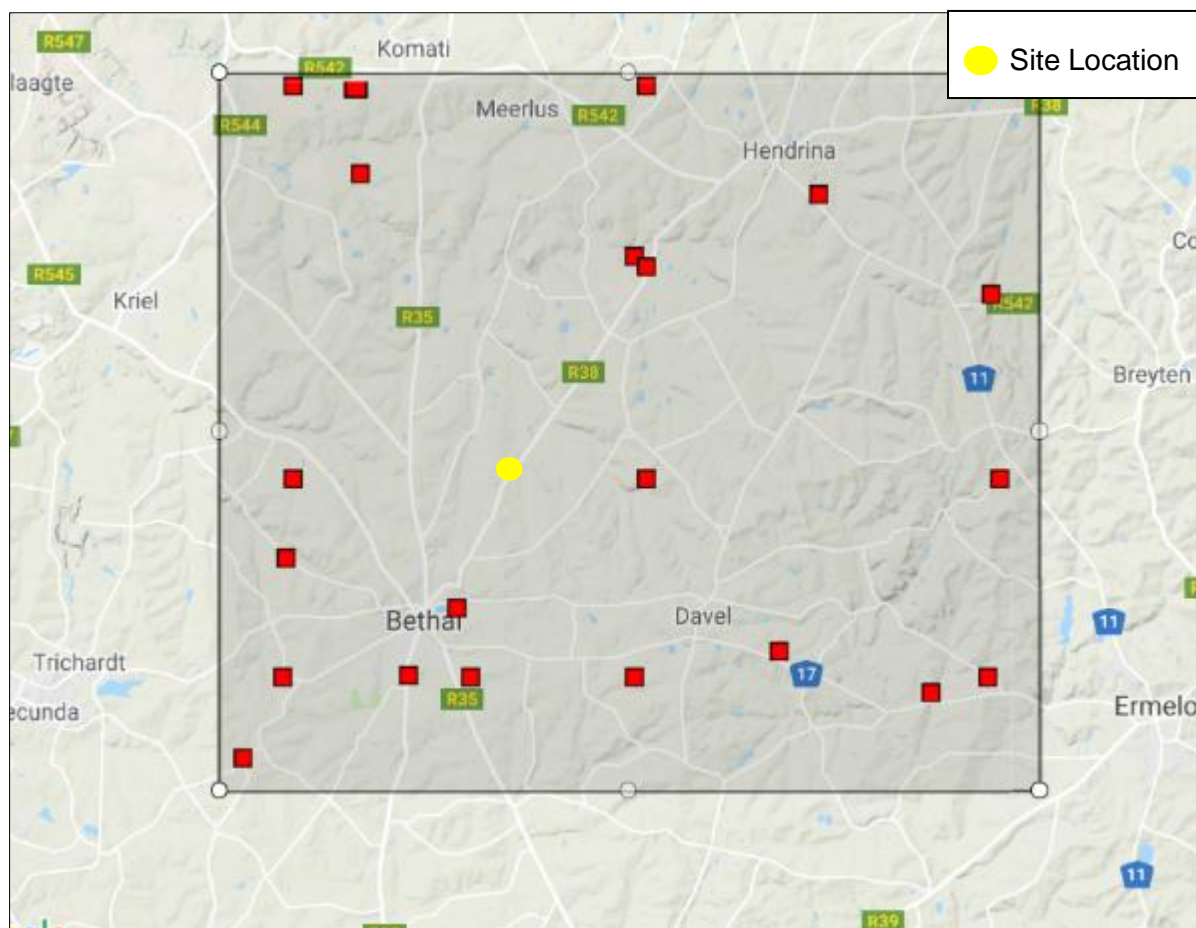 R547
Komati
Site Location
laagte
R542
R544
Meerlus
R542
R38
Hendrina
Co
R545
Kriel
R35
R542
R38
11
Breyten
Bethal
Davel
11
Trichardt
17
ecunda
R35
Ermelo
11
R39